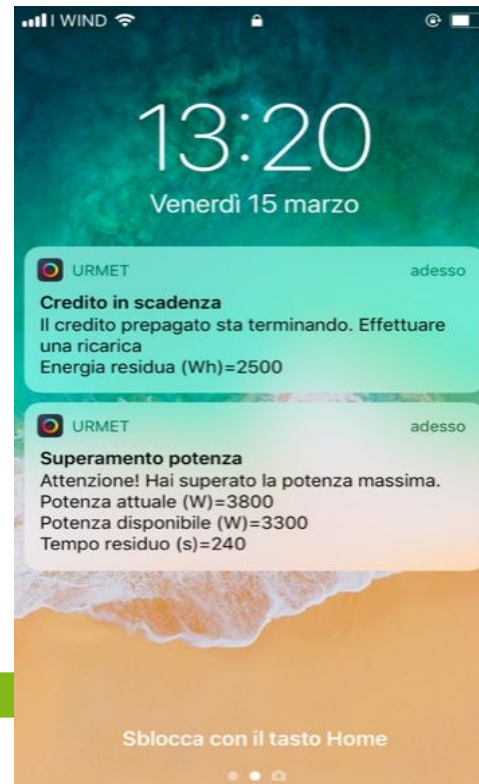 I WIND
13:20
Venerdì 15 marzo
URMET adesso
Credito in scadenza
Il credito prepagato sta terminando. Effettuare
una ricarica
Energia residua (Wh)=2500
URMET adesso
Superamento potenza
Attenzione! Hai superato la potenza massima.
Potenza attuale (W)=3800
Potenza disponibile (W)=3300
Tempo residuo (s)=240
Sblocca con il tasto Home